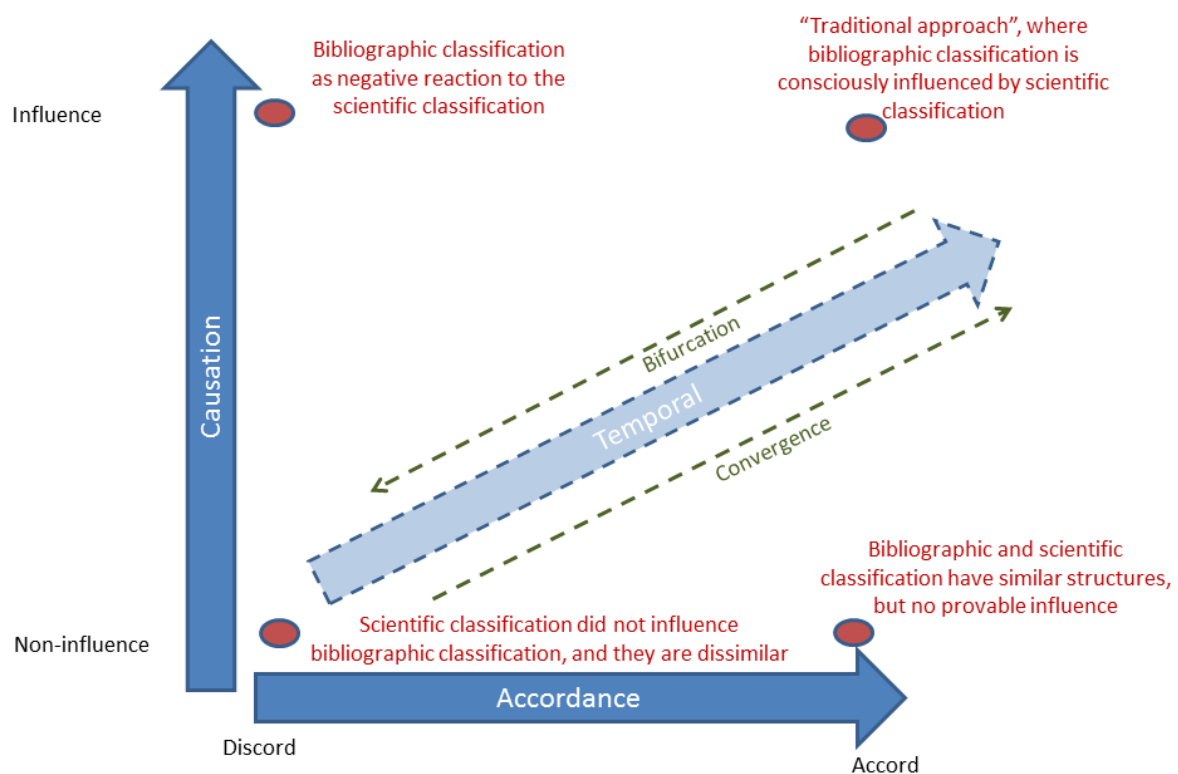 “Traditional approach”, where
bibliographic classification is
consciously influenced by scientific
classification
Bibliographic classification
as negative reaction to the
scientific classification
Influence
Causation
Bifurcation
Temporal
Convergence
Bibliographic and scientific
classification have similar structures,
but no provable influence
Scientific classification did not influence
bibliographic classification, and they are dissimilar
Non-influence
Accordance
Discord
Accord